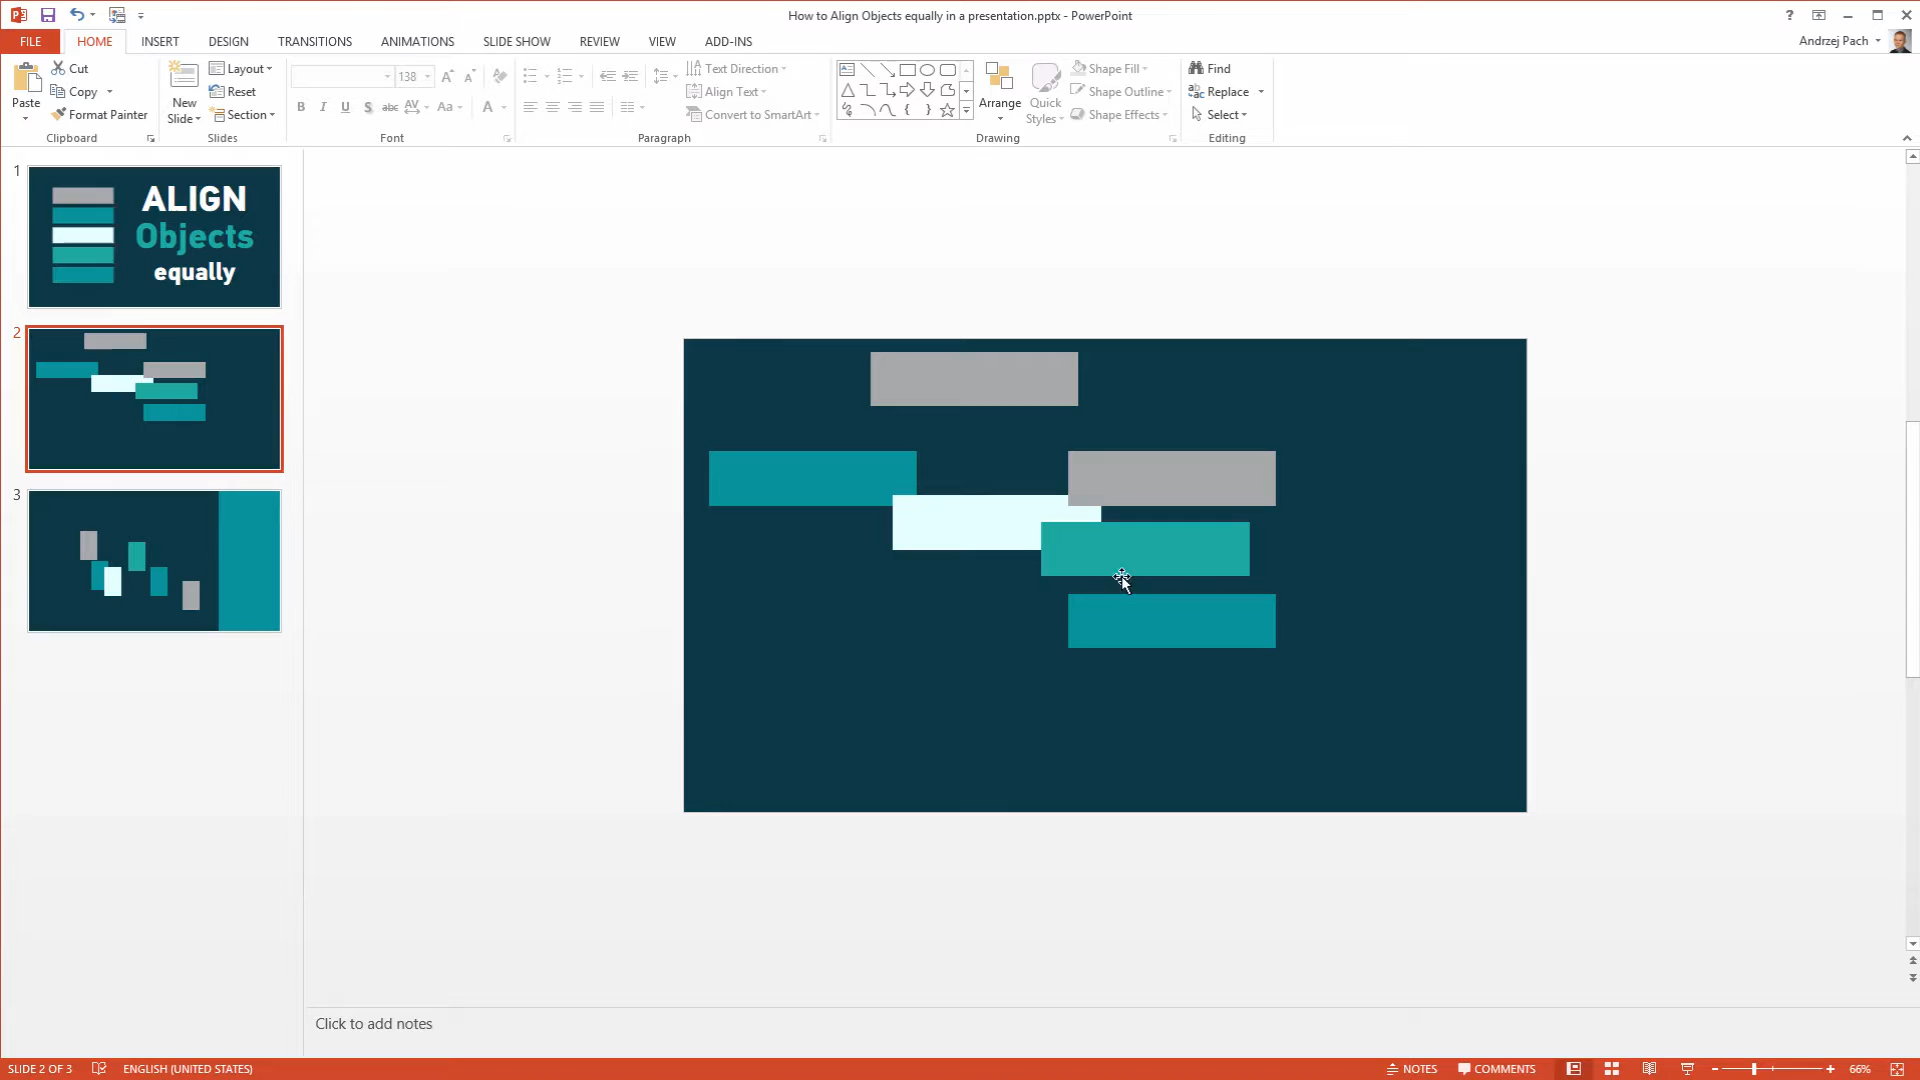 How to Align Objects equally in a presentation.pptx - PowerPoint
?
FILE
HOME
INSERT
DESIGN
TRANSITIONS
ANIMATIONS
SLIDE SHOW
REVIEW
VIEW
ADD-INS
Andrzej Pach
Paste
Cut
Copy
Format Painter
Clipboard
New
Slide
Layout
Reset
Section
Slides
138
B I U S abc AV Aa A
Font
Text Direction
Align Text
Convert to SmartArt
Paragraph
Arrange
Quick
Styles
Shape Fill
Shape Outline
Shape Effects
Drawing
Find
Replace
Select
Editing
1
ALIGN
Objects
equally
2
3
Click to add notes
SLIDE 2 OF 3
ENGLISH (UNITED STATES)
NOTES
COMMENTS
66%